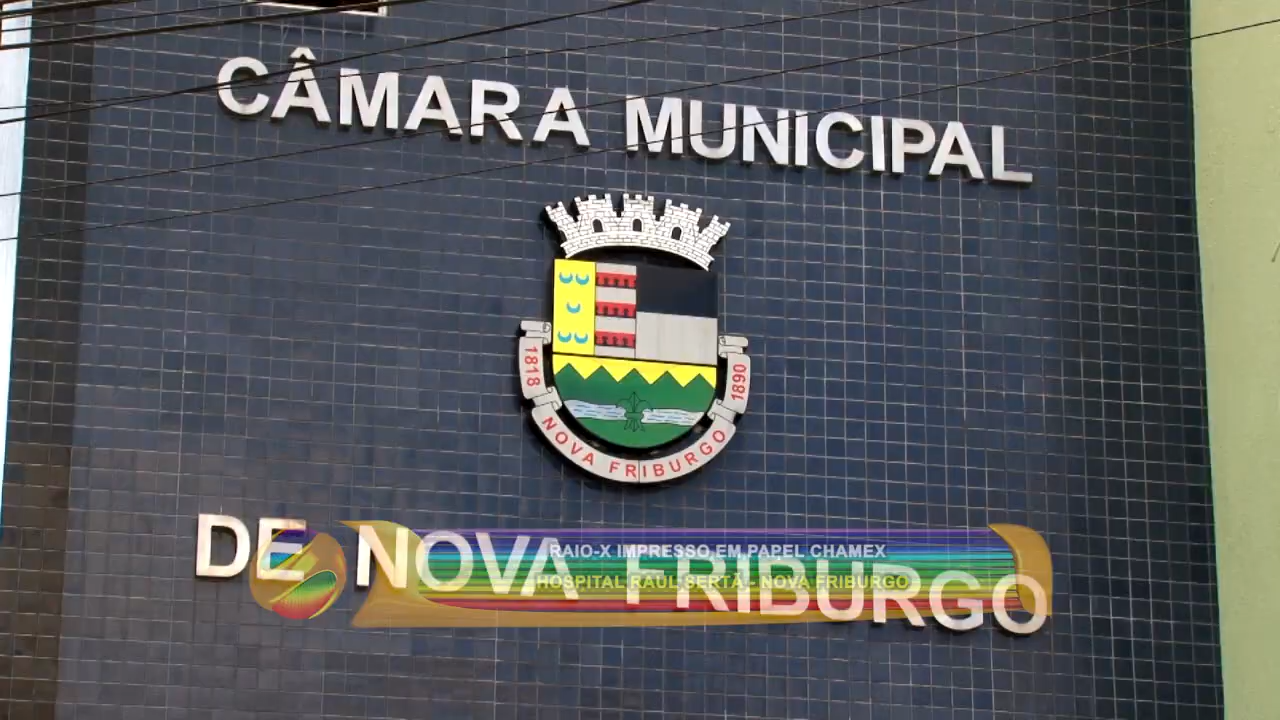 CÂMARA MUNICIPAL
1818
1890
NOVA FRIBURGO
DE NOVA FRIBURGO
RAIO-X IMPRESSO EM PAPEL CHAMEX
HOSPITAL RAUL SERTÃ - NOVA FRIBURGO